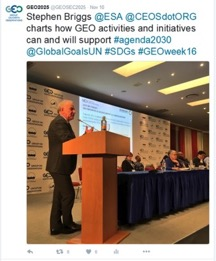 GEO2025 @GEOSEC2025 Nov 10
Stephen Briggs @ESA @CEOSdotORG
charts how GEO activities and initiatives
can and will support #agenda2030
@GlobalGoalsUN #SDGs #GEOweek16